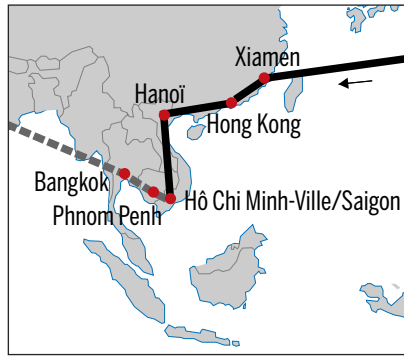 Xiamen
Hanoï
Hong Kong
Bangkok
Hô Chi Minh-Ville/Saigon
Phnom Penh